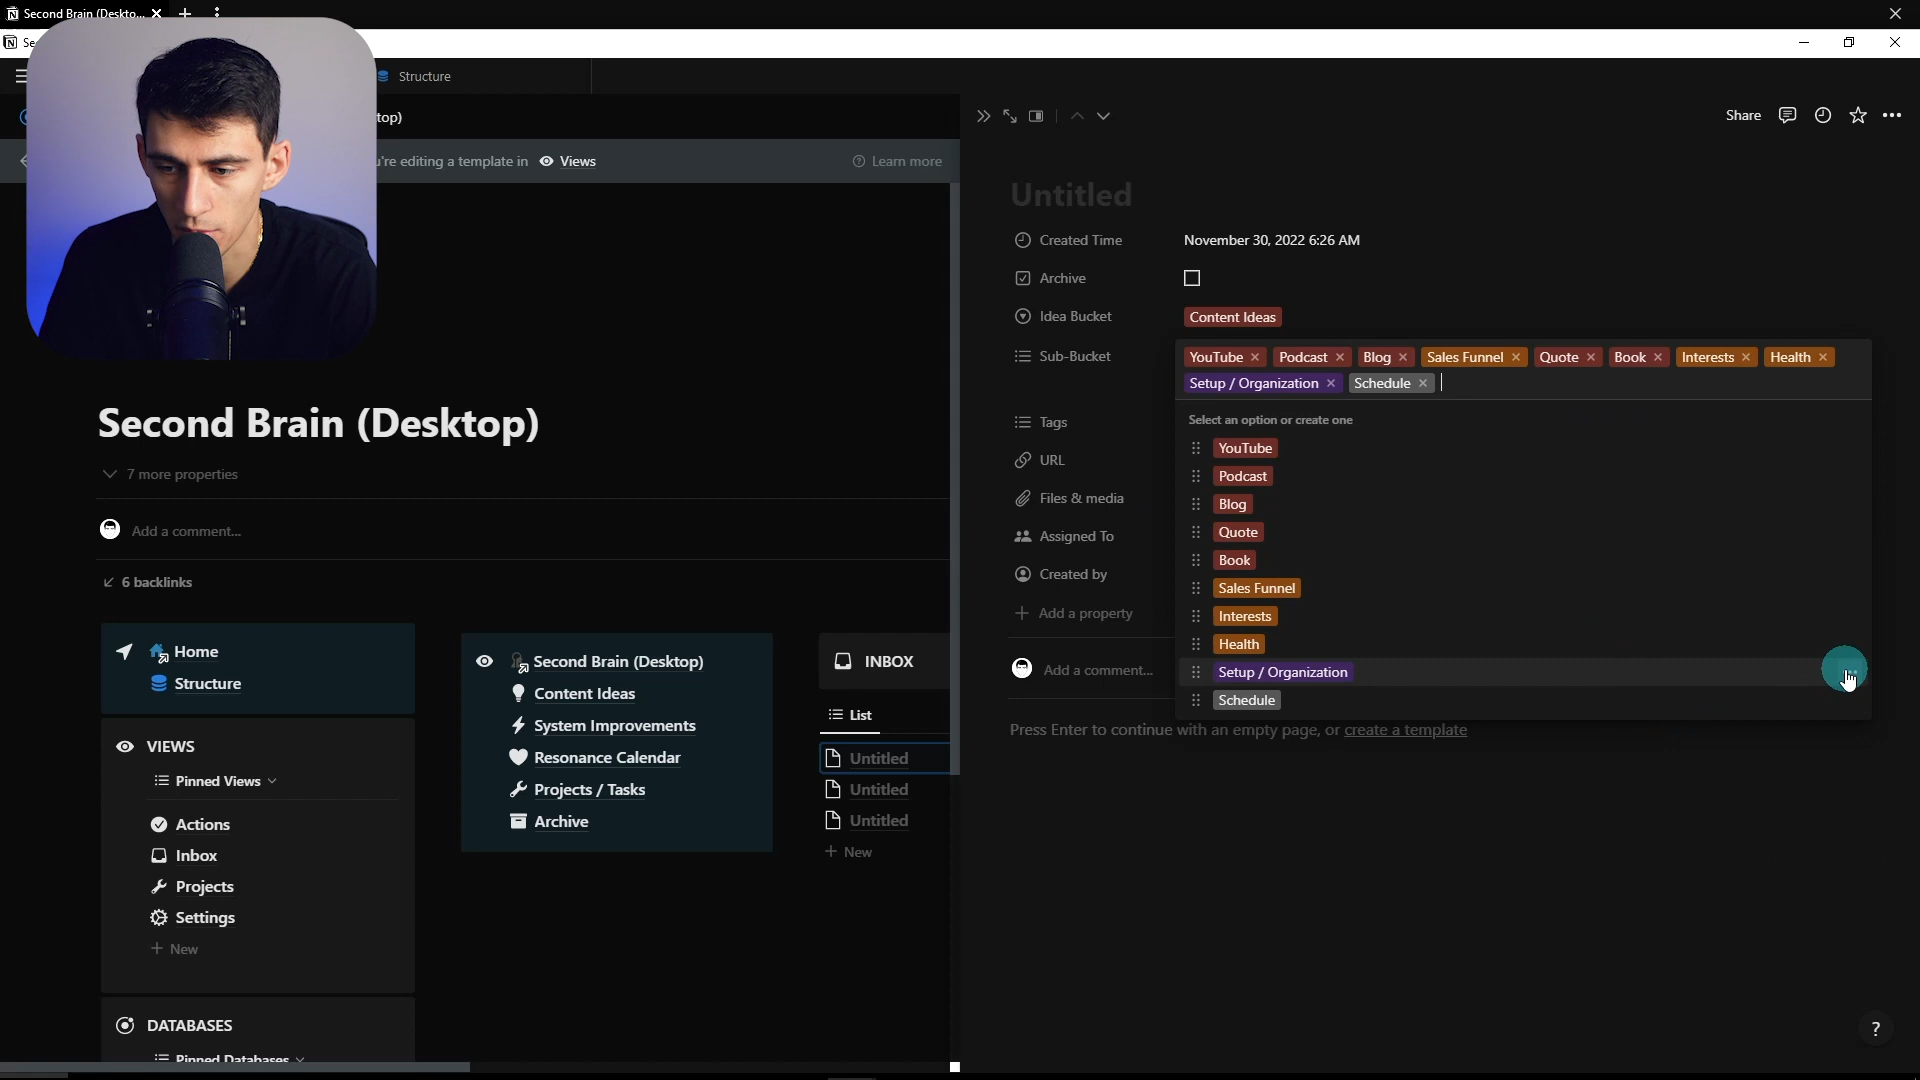 Second Brain (Deskto...
Se
Structure
top)
u're editing a template in Views
Learn more
Second Brain (Desktop)
7 more properties
Add a comment...
6 backlinks
Home
Structure
VIEWS
Pinned Views
Actions
Inbox
Projects
Settings
New
DATABASES
Pinned Databases
Second Brain (Desktop)
Content Ideas
System Improvements
Resonance Calendar
Projects / Tasks
Archive
INBOX
List
Untitled
Untitled
Untitled
New
Share
Untitled
Created Time November 30, 2022 6:26 AM
Archive
Idea Bucket Content Ideas
Sub-Bucket YouTube Podcast Blog Sales Funnel Quote Book Interests Health
Setup / Organization Schedule
Tags
URL
Files & media
Assigned To
Created by
Add a property
Add a comment...
Select an option or create one
YouTube
Podcast
Blog
Quote
Book
Sales Funnel
Interests
Health
Setup / Organization
Schedule
Press Enter to continue with an empty page, or create a template
?